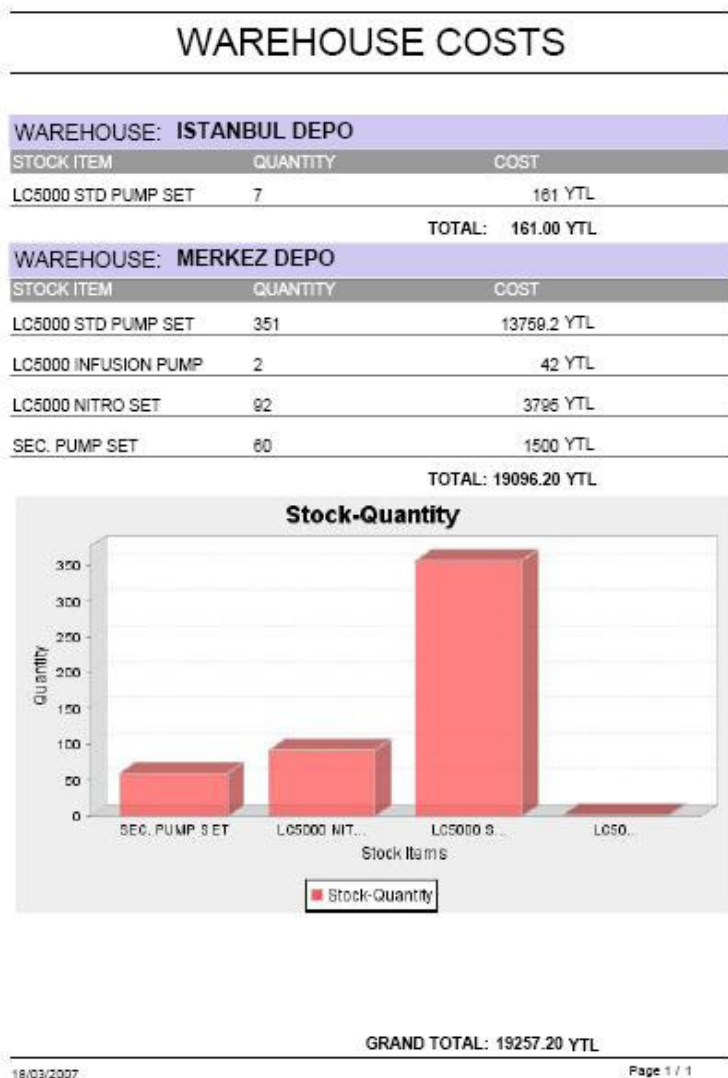 WAREHOUSE COSTS
WAREHOUSE: ISTANBUL DEPO
STOCK ITEM QUANTITY COST
LC5000 STD PUMP SET 7 161 YTL
TOTAL: 161.00 YTL
WAREHOUSE: MERKEZ DEPO
STOCK ITEM QUANTITY COST
LC5000 STD PUMP SET 351 13759.2 YTL
LC5000 INFUSION PUMP 2 42 YTL
LC5000 NITRO SET 92 3795 YTL
SEC. PUMP SET 60 1500 YTL
TOTAL: 19096.20 YTL
Stock-Quantity
Quantity
350
300
250
200
150
100
50
0
SEC. PUMP SET LC5000 NIT... LC5000 S... LC50...
Stock Items
Stock-Quantity
GRAND TOTAL: 19257.20 YTL
18/03/2007 Page 1 / 1